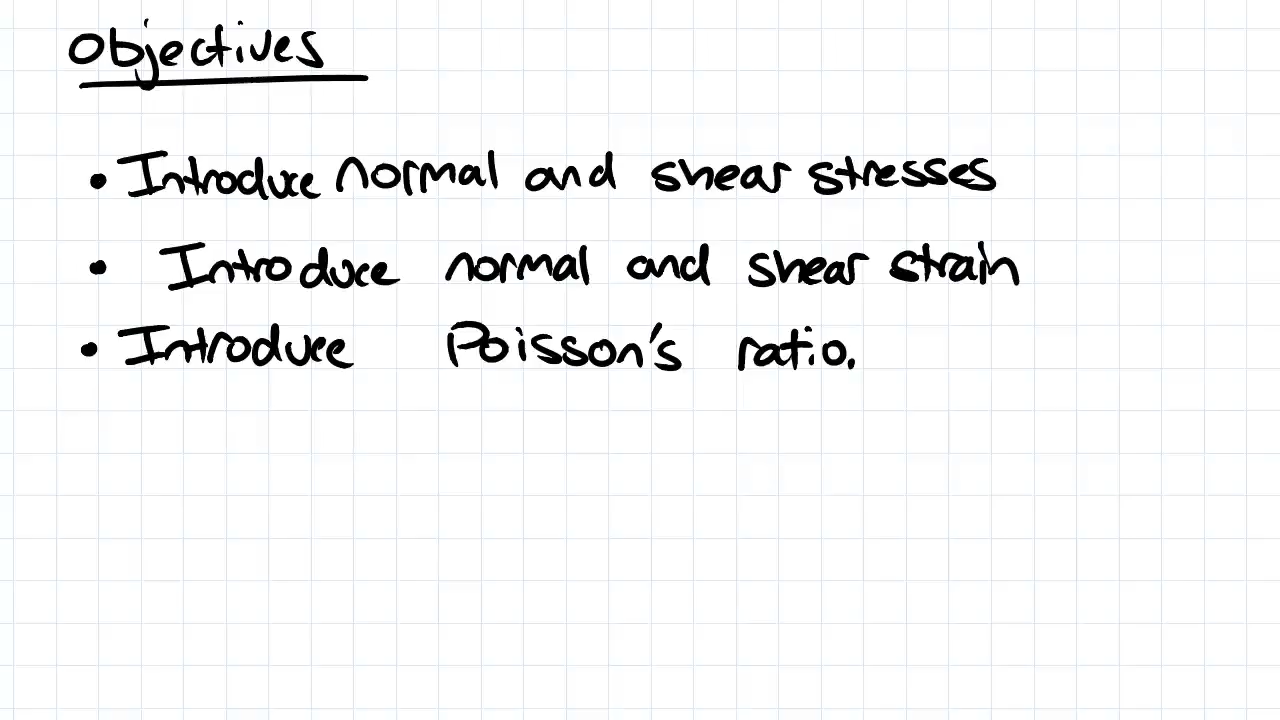 Objectives
• Introduce normal and shear stresses
• Introduce normal and shear strain
• Introduce Poisson's ratio.